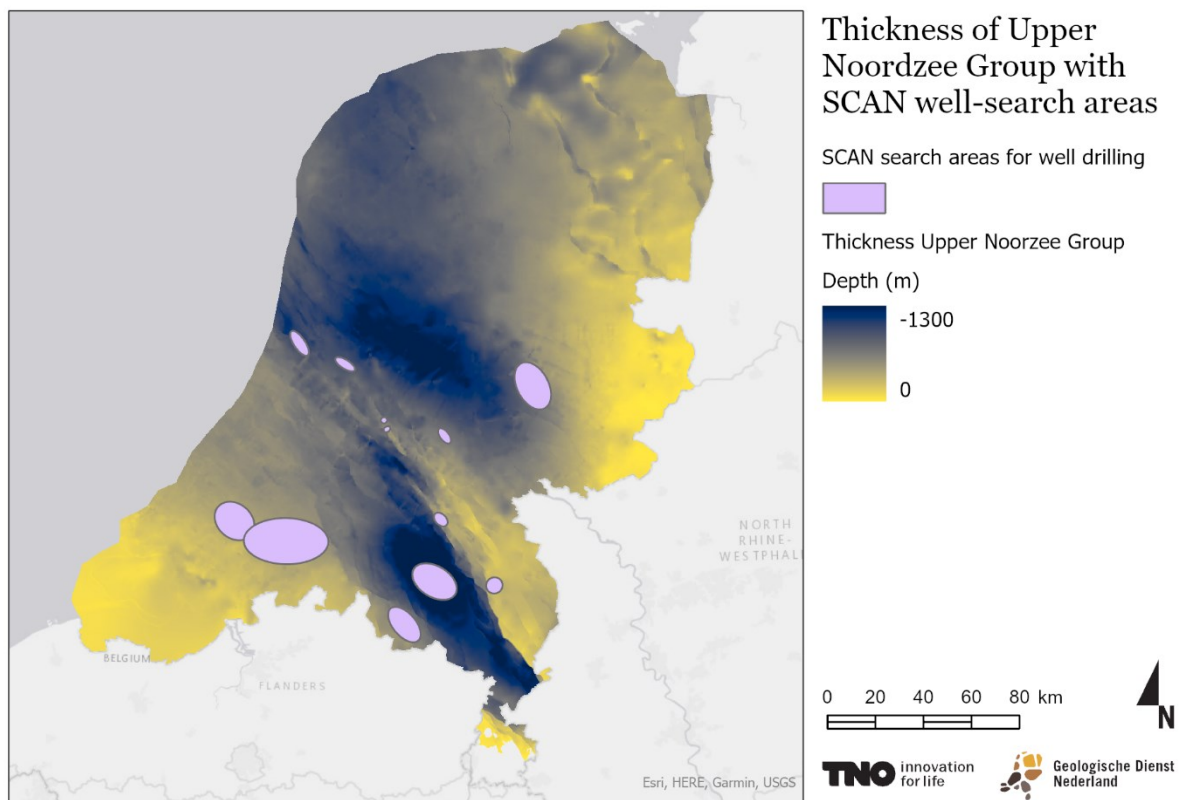 Thickness of Upper
Noordzee Group with
SCAN well-search areas
SCAN search areas for well drilling
Thickness Upper Noorzee Group
Depth (m)
-1300
0
NORTH
RHINE-
WESTPHAL
BELGIUM
FLANDERS
0 20 40 60 80 km
N
TNO innovation
for life
Geologische Dienst
Nederland
Esri, HERE, Garmin, USGS